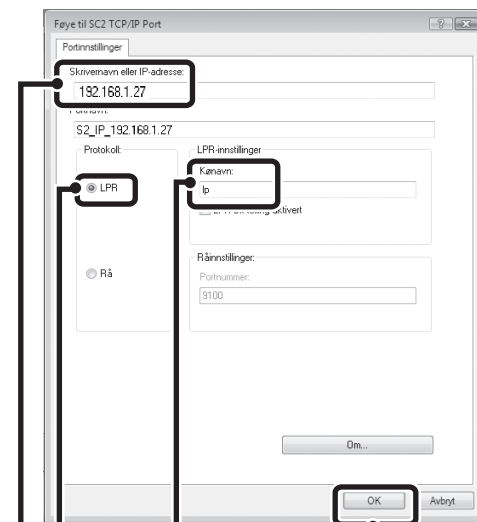 Føye til SC2 TCP/IP Port
Portinnstillinger
Skrivernavn eller IP-adresse:
192.168.1.27
Portnavn:
S2_IP_192.168.1.27
Protokoll:
LPR-innstillinger
LPR
Kønavn:
lp
aktivert
Råinnstillinger:
Rå
Portnummer:
9100
Om...
OK
Avbryt